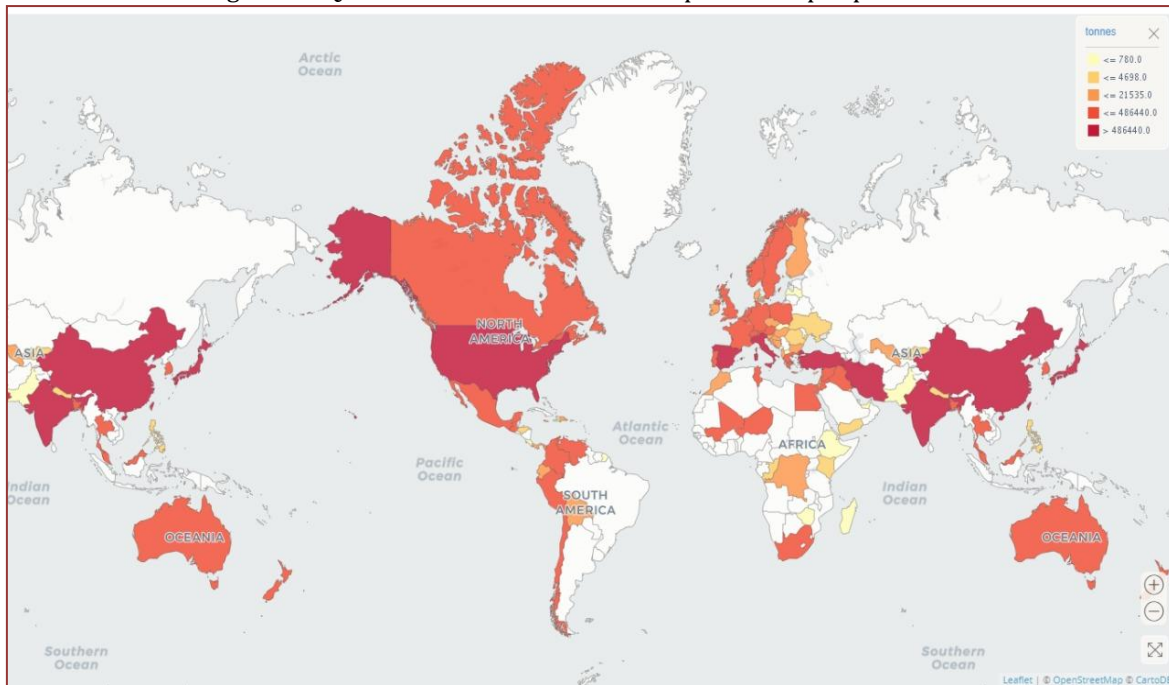 tonnes
<= 780.0
<= 4698.0
<= 21535.0
<= 486440.0
> 486440.0
Arctic
Ocean
NORTH
AMERICA
ASIA
ASIA
Atlantic
Ocean
AFRICA
Pacific
Ocean
Indian
Ocean
SOUTH
AMERICA
Indian
Ocean
OCEANIA
OCEANIA
Southern
Ocean
Southern
Ocean
Leaflet | © OpenStreetMap © CartoDB